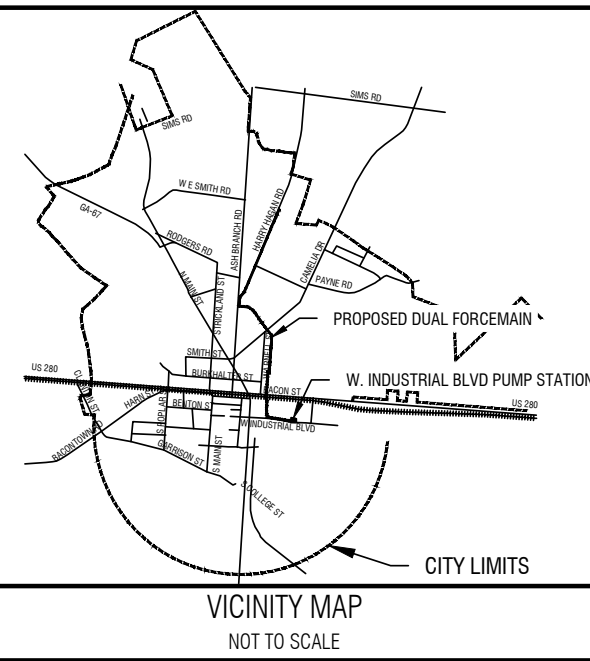 SIMS RD
SIMS RD
W E SMITH RD
GA-67
ASH BRANCH RD
HARRY HAGAN RD
RODGERS RD
CAMELIA DR
N MAIN ST
STRICKLAND ST
PAYNE RD
PROPOSED DUAL FORCEMAIN
SMITH ST
BURKHALTER ST
US 280
BACON ST
W. INDUSTRIAL BLVD PUMP STATION
HARN ST
BENTON ST
US 280
S POPLAR ST
W INDUSTRIAL BLVD
BACONTOWN RD
GARRISON ST
S MAIN ST
S COLLEGE ST
CITY LIMITS
VICINITY MAP
NOT TO SCALE